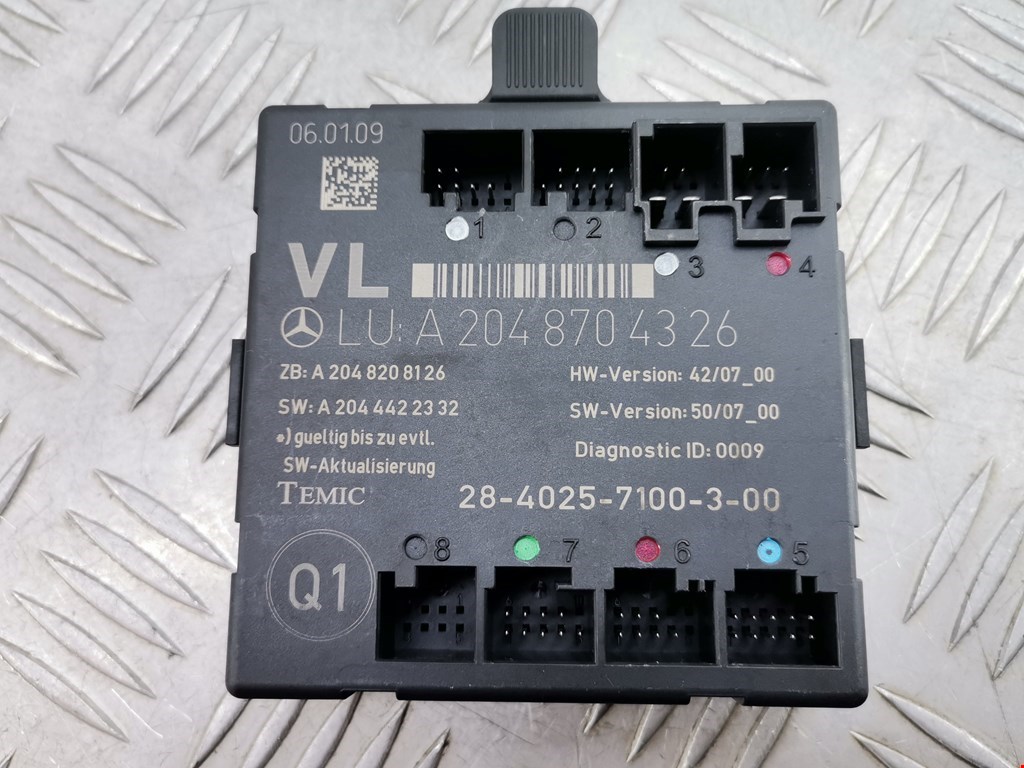 06.01.09
1 2
3 4
VL
LU: A 204 870 43 26
ZB: A 204 820 81 26
HW-Version: 42/07_00
SW: A 204 442 23 32
SW-Version: 50/07_00
*) gueltig bis zu evtl.
SW-Aktualisierung
Diagnostic ID: 0009
TEMIC
28-4025-7100-3-00
8 7 6 5
Q1